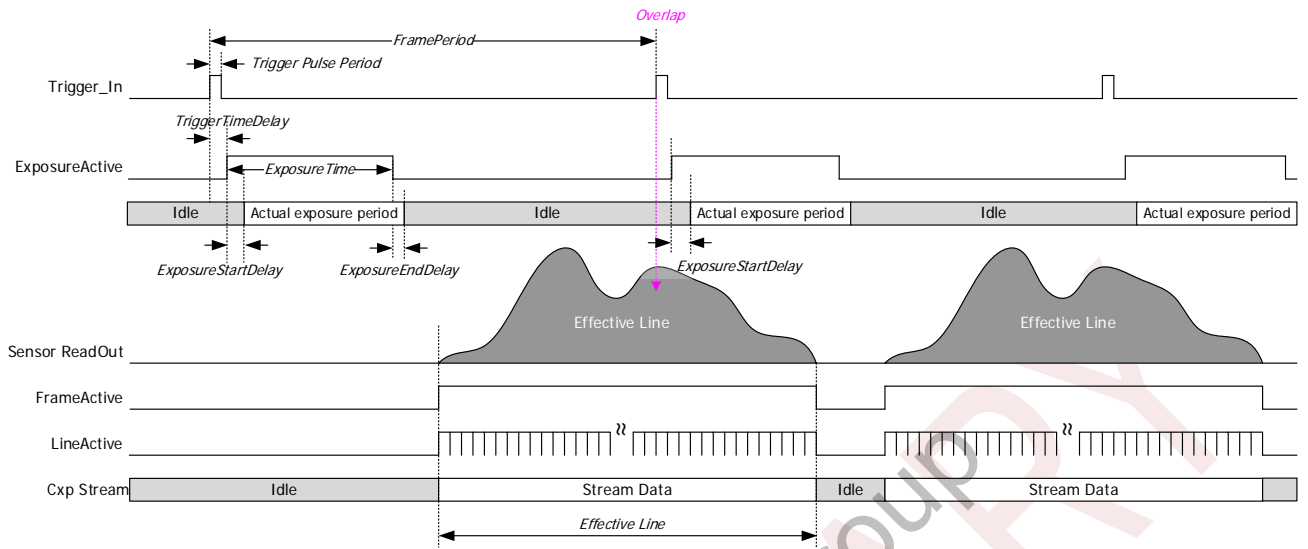 Overlap
FramePeriod
Trigger Pulse Period
Trigger_In
TriggerTimeDelay
ExposureActive
ExposureTime
Idle
Actual exposure period
Idle
Actual exposure period
Idle
Actual exposure period
ExposureStartDelay
ExposureEndDelay
ExposureStartDelay
Effective Line
Effective Line
Sensor ReadOut
FrameActive
LineActive
≈
≈
Cxp Stream
Idle
Stream Data
Idle
Stream Data
Effective Line